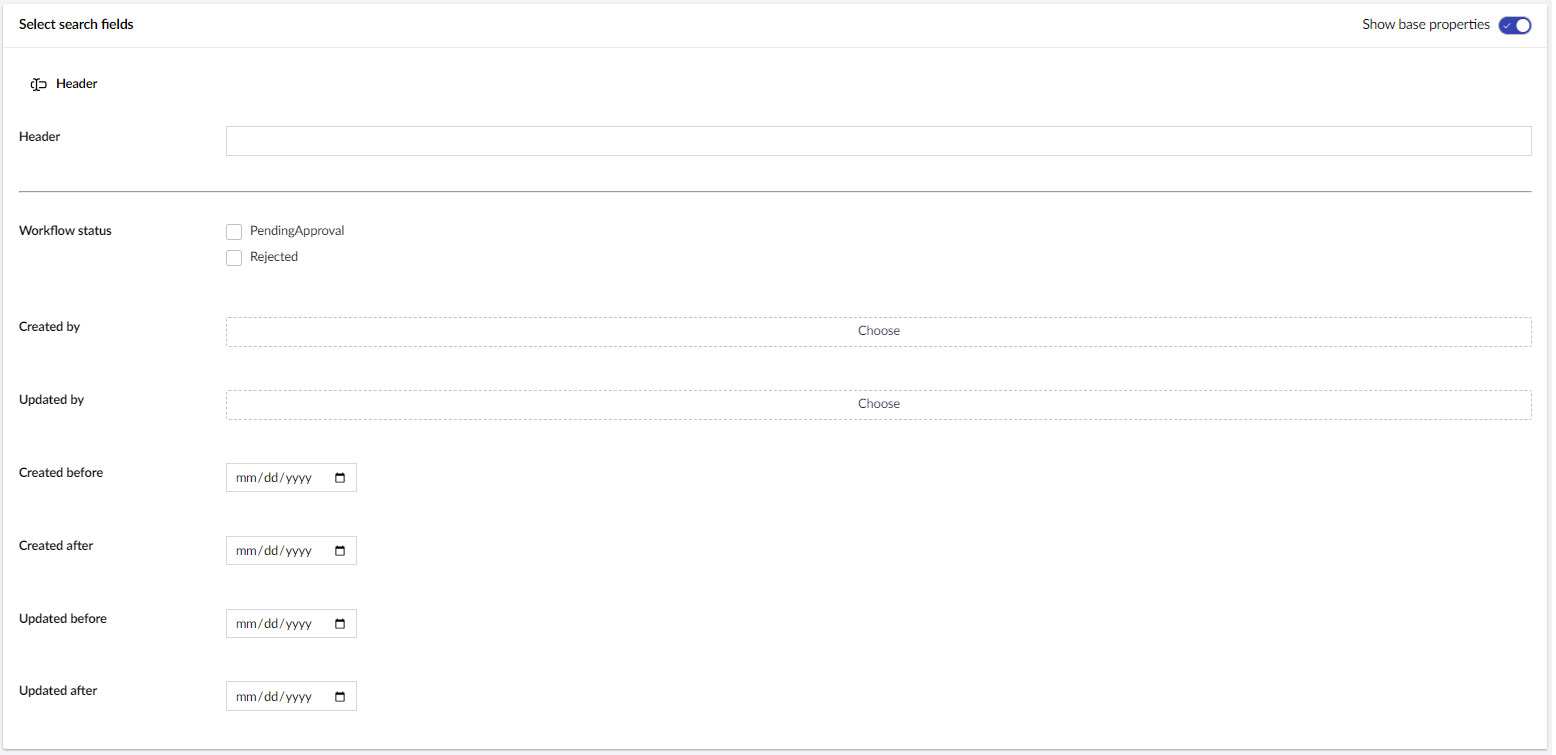 Select search fields
Show base properties
Header
Header
Workflow status
PendingApproval
Rejected
Created by
Choose
Updated by
Choose
Created before
mm/dd/yyyy
Created after
mm/dd/yyyy
Updated before
mm/dd/yyyy
Updated after
mm/dd/yyyy